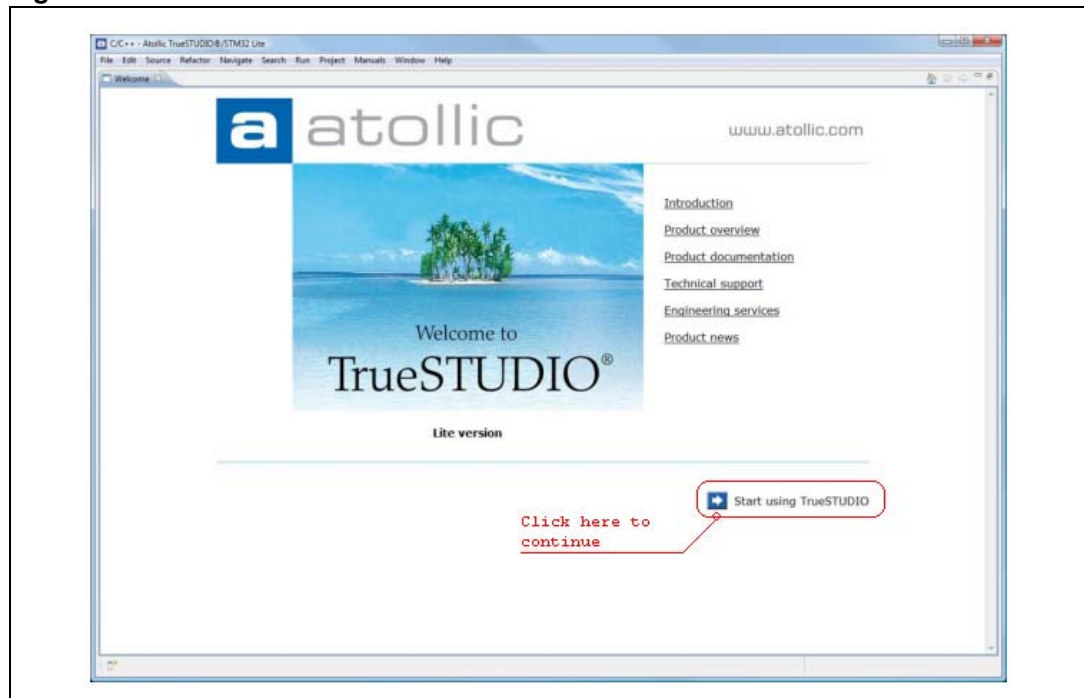 C/C++ - Atollic TrueSTUDIO®/STM32 Lite
File Edit Source Refactor Navigate Search Run Project Manuals Window Help
Welcome
a atollic
www.atollic.com
Introduction
Product overview
Product documentation
Technical support
Engineering services
Product news
Welcome to
TrueSTUDIO®
Lite version
Start using TrueSTUDIO
Click here to
continue